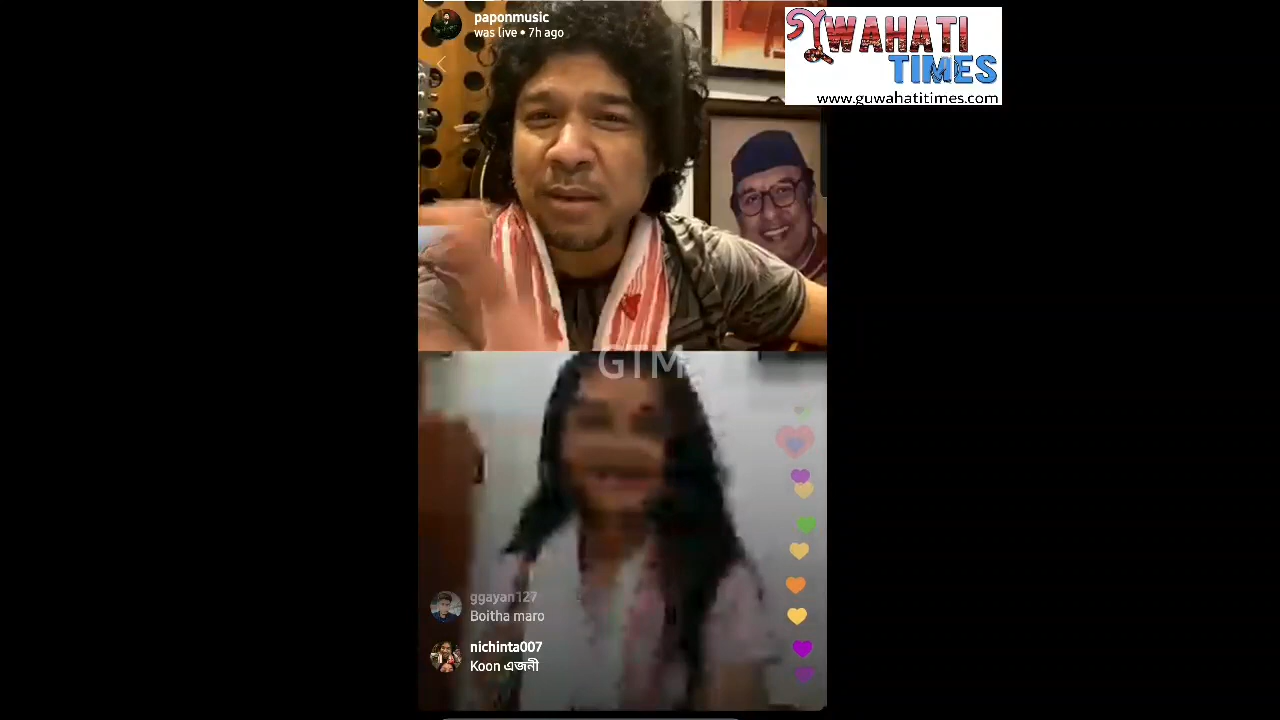 paponmusic
was live • 7h ago
GUWAHATI
TIMES
www.guwahatitimes.com
GTM
ggayan127
Boitha maro
nichinta007
Koon এজনী